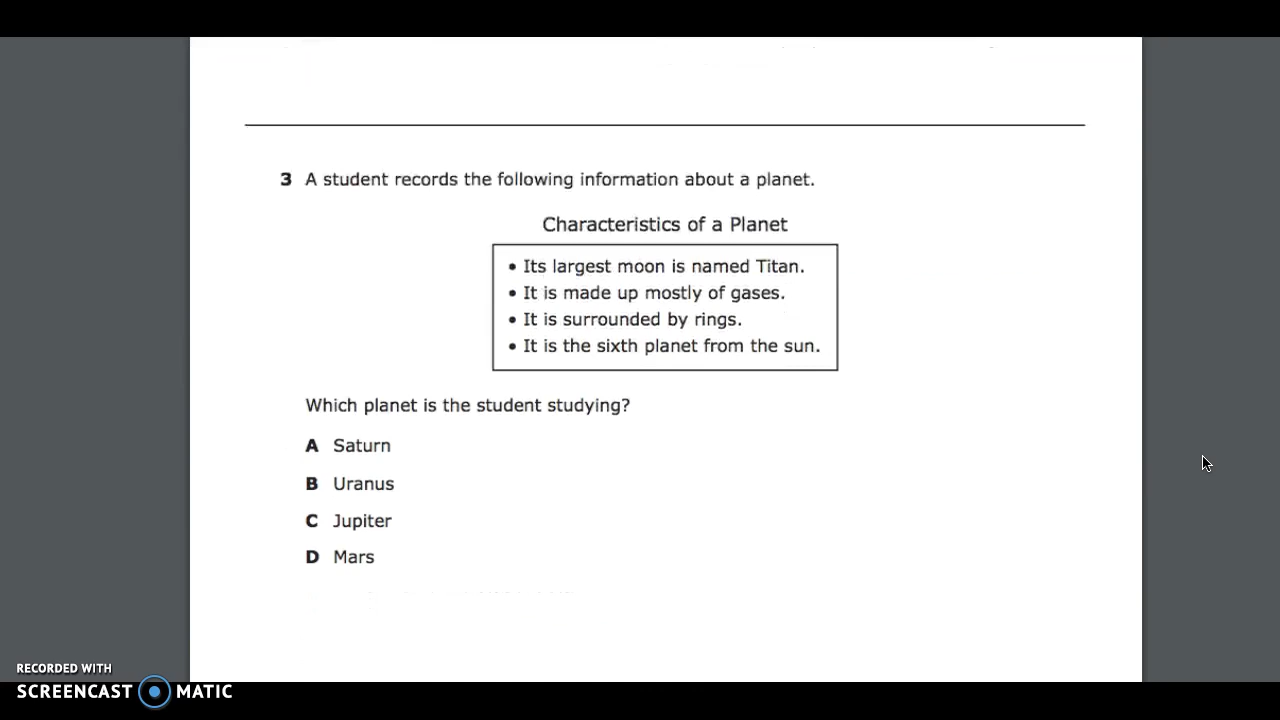 3 A student records the following information about a planet.
Characteristics of a Planet
• Its largest moon is named Titan.
• It is made up mostly of gases.
• It is surrounded by rings.
• It is the sixth planet from the sun.
Which planet is the student studying?
A Saturn
B Uranus
C Jupiter
D Mars
RECORDED WITH
SCREENCAST MATIC